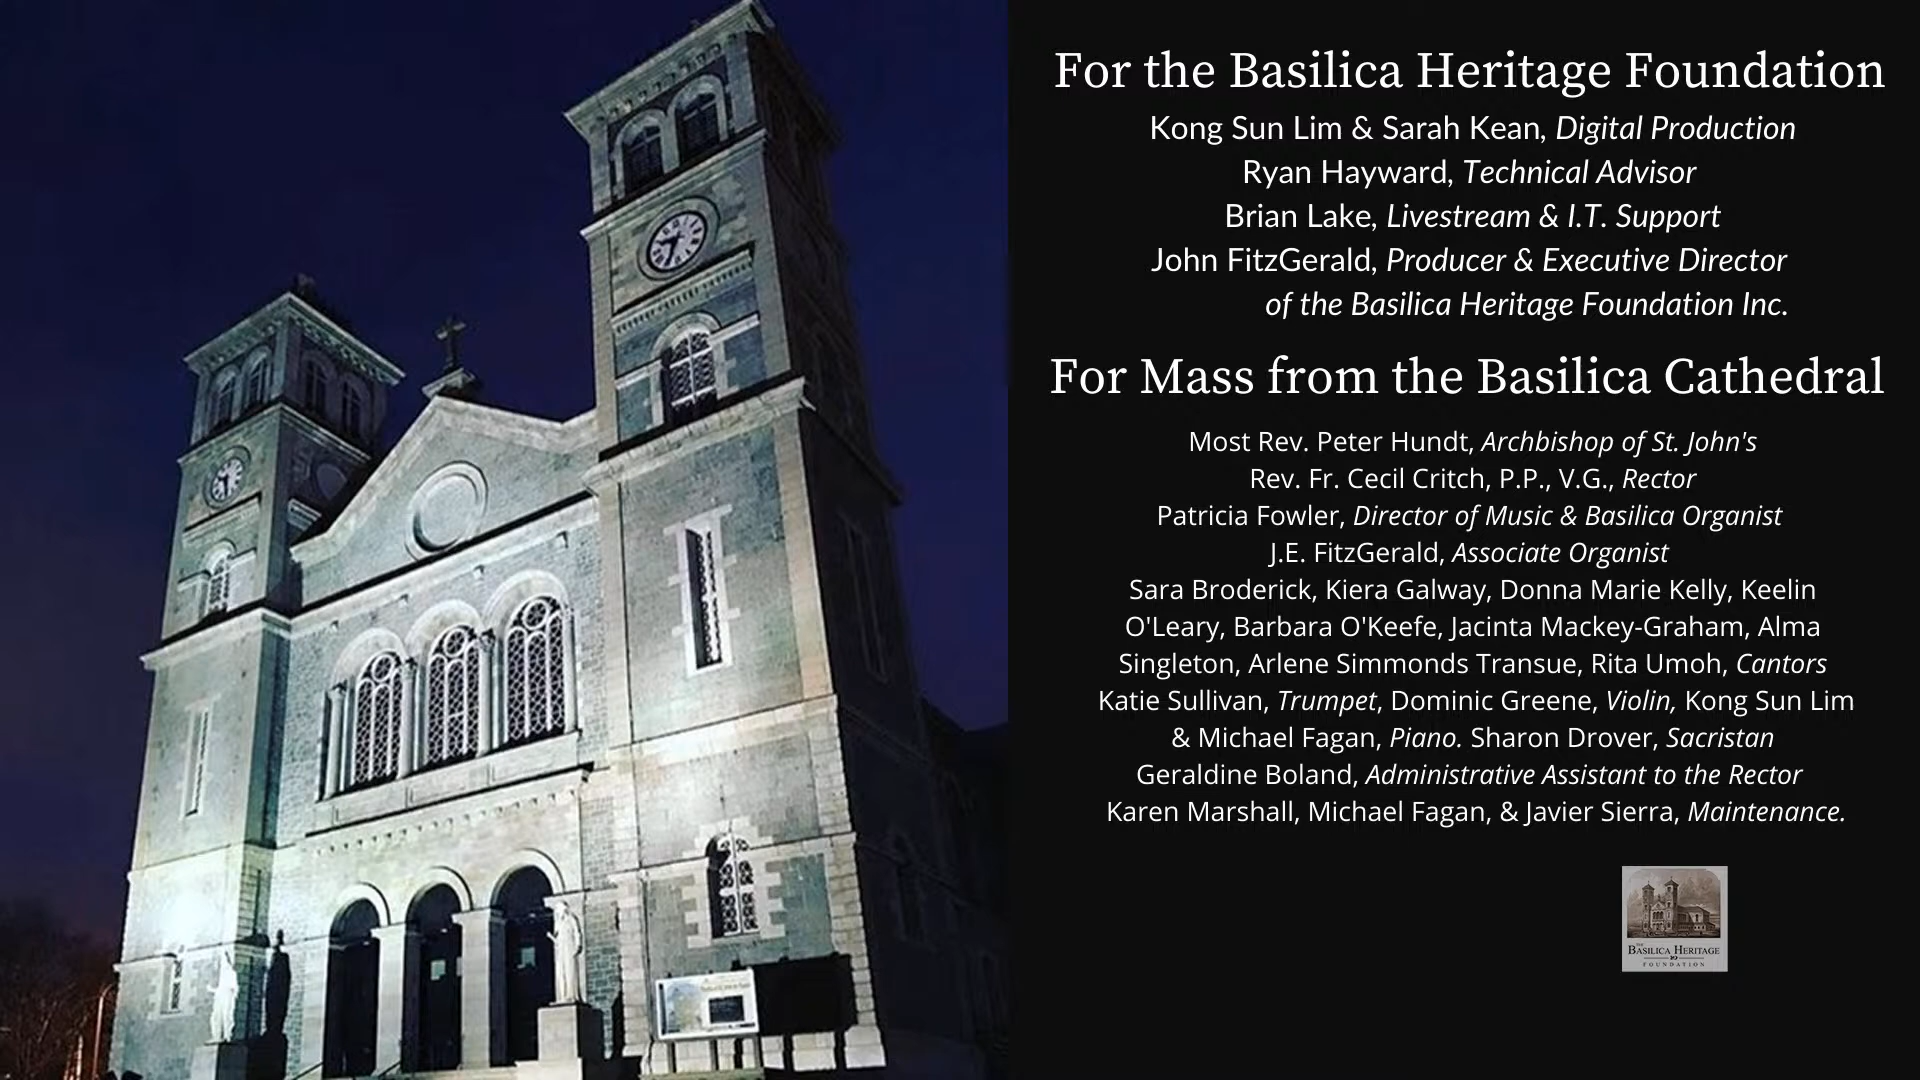 For the Basilica Heritage Foundation
Kong Sun Lim & Sarah Kean, Digital Production
Ryan Hayward, Technical Advisor
Brian Lake, Livestream & I.T. Support
John FitzGerald, Producer & Executive Director
of the Basilica Heritage Foundation Inc.
For Mass from the Basilica Cathedral
Most Rev. Peter Hundt, Archbishop of St. John's
Rev. Fr. Cecil Critch, P.P., V.G., Rector
Patricia Fowler, Director of Music & Basilica Organist
J.E. FitzGerald, Associate Organist
Sara Broderick, Kiera Galway, Donna Marie Kelly, Keelin
O'Leary, Barbara O'Keefe, Jacinta Mackey-Graham, Alma
Singleton, Arlene Simmonds Transue, Rita Umoh, Cantors
Katie Sullivan, Trumpet, Dominic Greene, Violin, Kong Sun Lim
& Michael Fagan, Piano. Sharon Drover, Sacristan
Geraldine Boland, Administrative Assistant to the Rector
Karen Marshall, Michael Fagan, & Javier Sierra, Maintenance.
THE
BASILICA HERITAGE
FOUNDATION